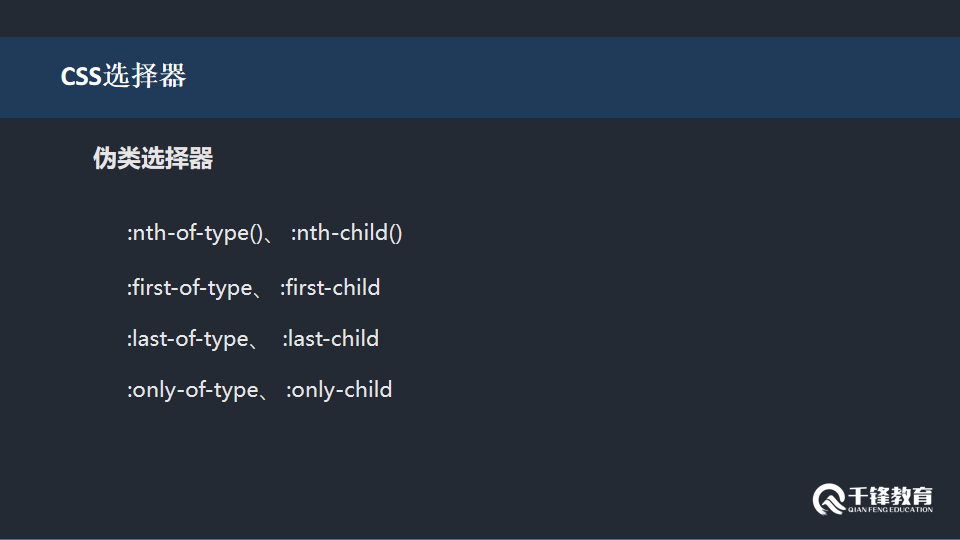 CSS选择器
伪类选择器
:nth-of-type()、 :nth-child()
:first-of-type、 :first-child
:last-of-type、 :last-child
:only-of-type、 :only-child
千锋教育
QIAN FENG EDUCATION